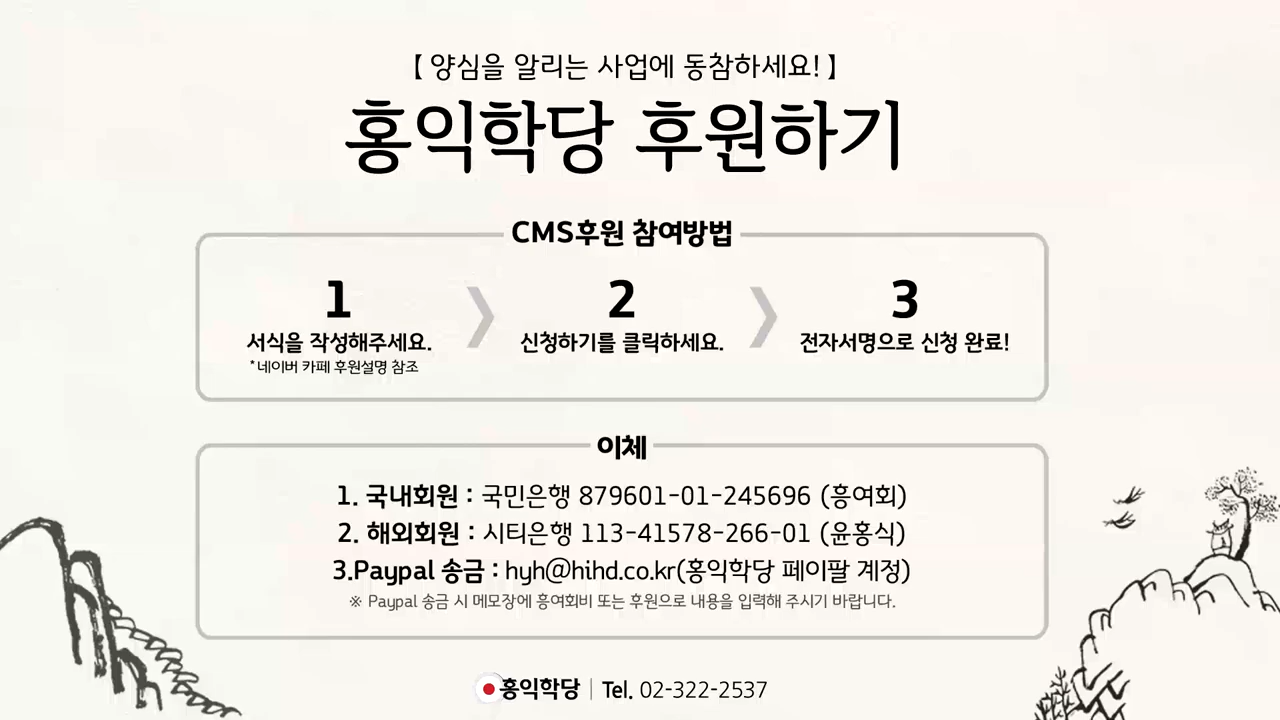 【 양심을 알리는 사업에 동참하세요! 】
홍익학당 후원하기
CMS후원 참여방법
1
서식을 작성해주세요.
*네이버 카페 후원설명 참조
2
신청하기를 클릭하세요.
3
전자서명으로 신청 완료!
이체
1. 국내회원 : 국민은행 879601-01-245696 (흥여회)
2. 해외회원 : 시티은행 113-41578-266-01 (윤홍식)
3.Paypal 송금 : hyh@hihd.co.kr(홍익학당 페이팔 계정)
※ Paypal 송금 시 메모장에 흥여회비 또는 후원으로 내용을 입력해 주시기 바랍니다.
홍익학당 | Tel. 02-322-2537